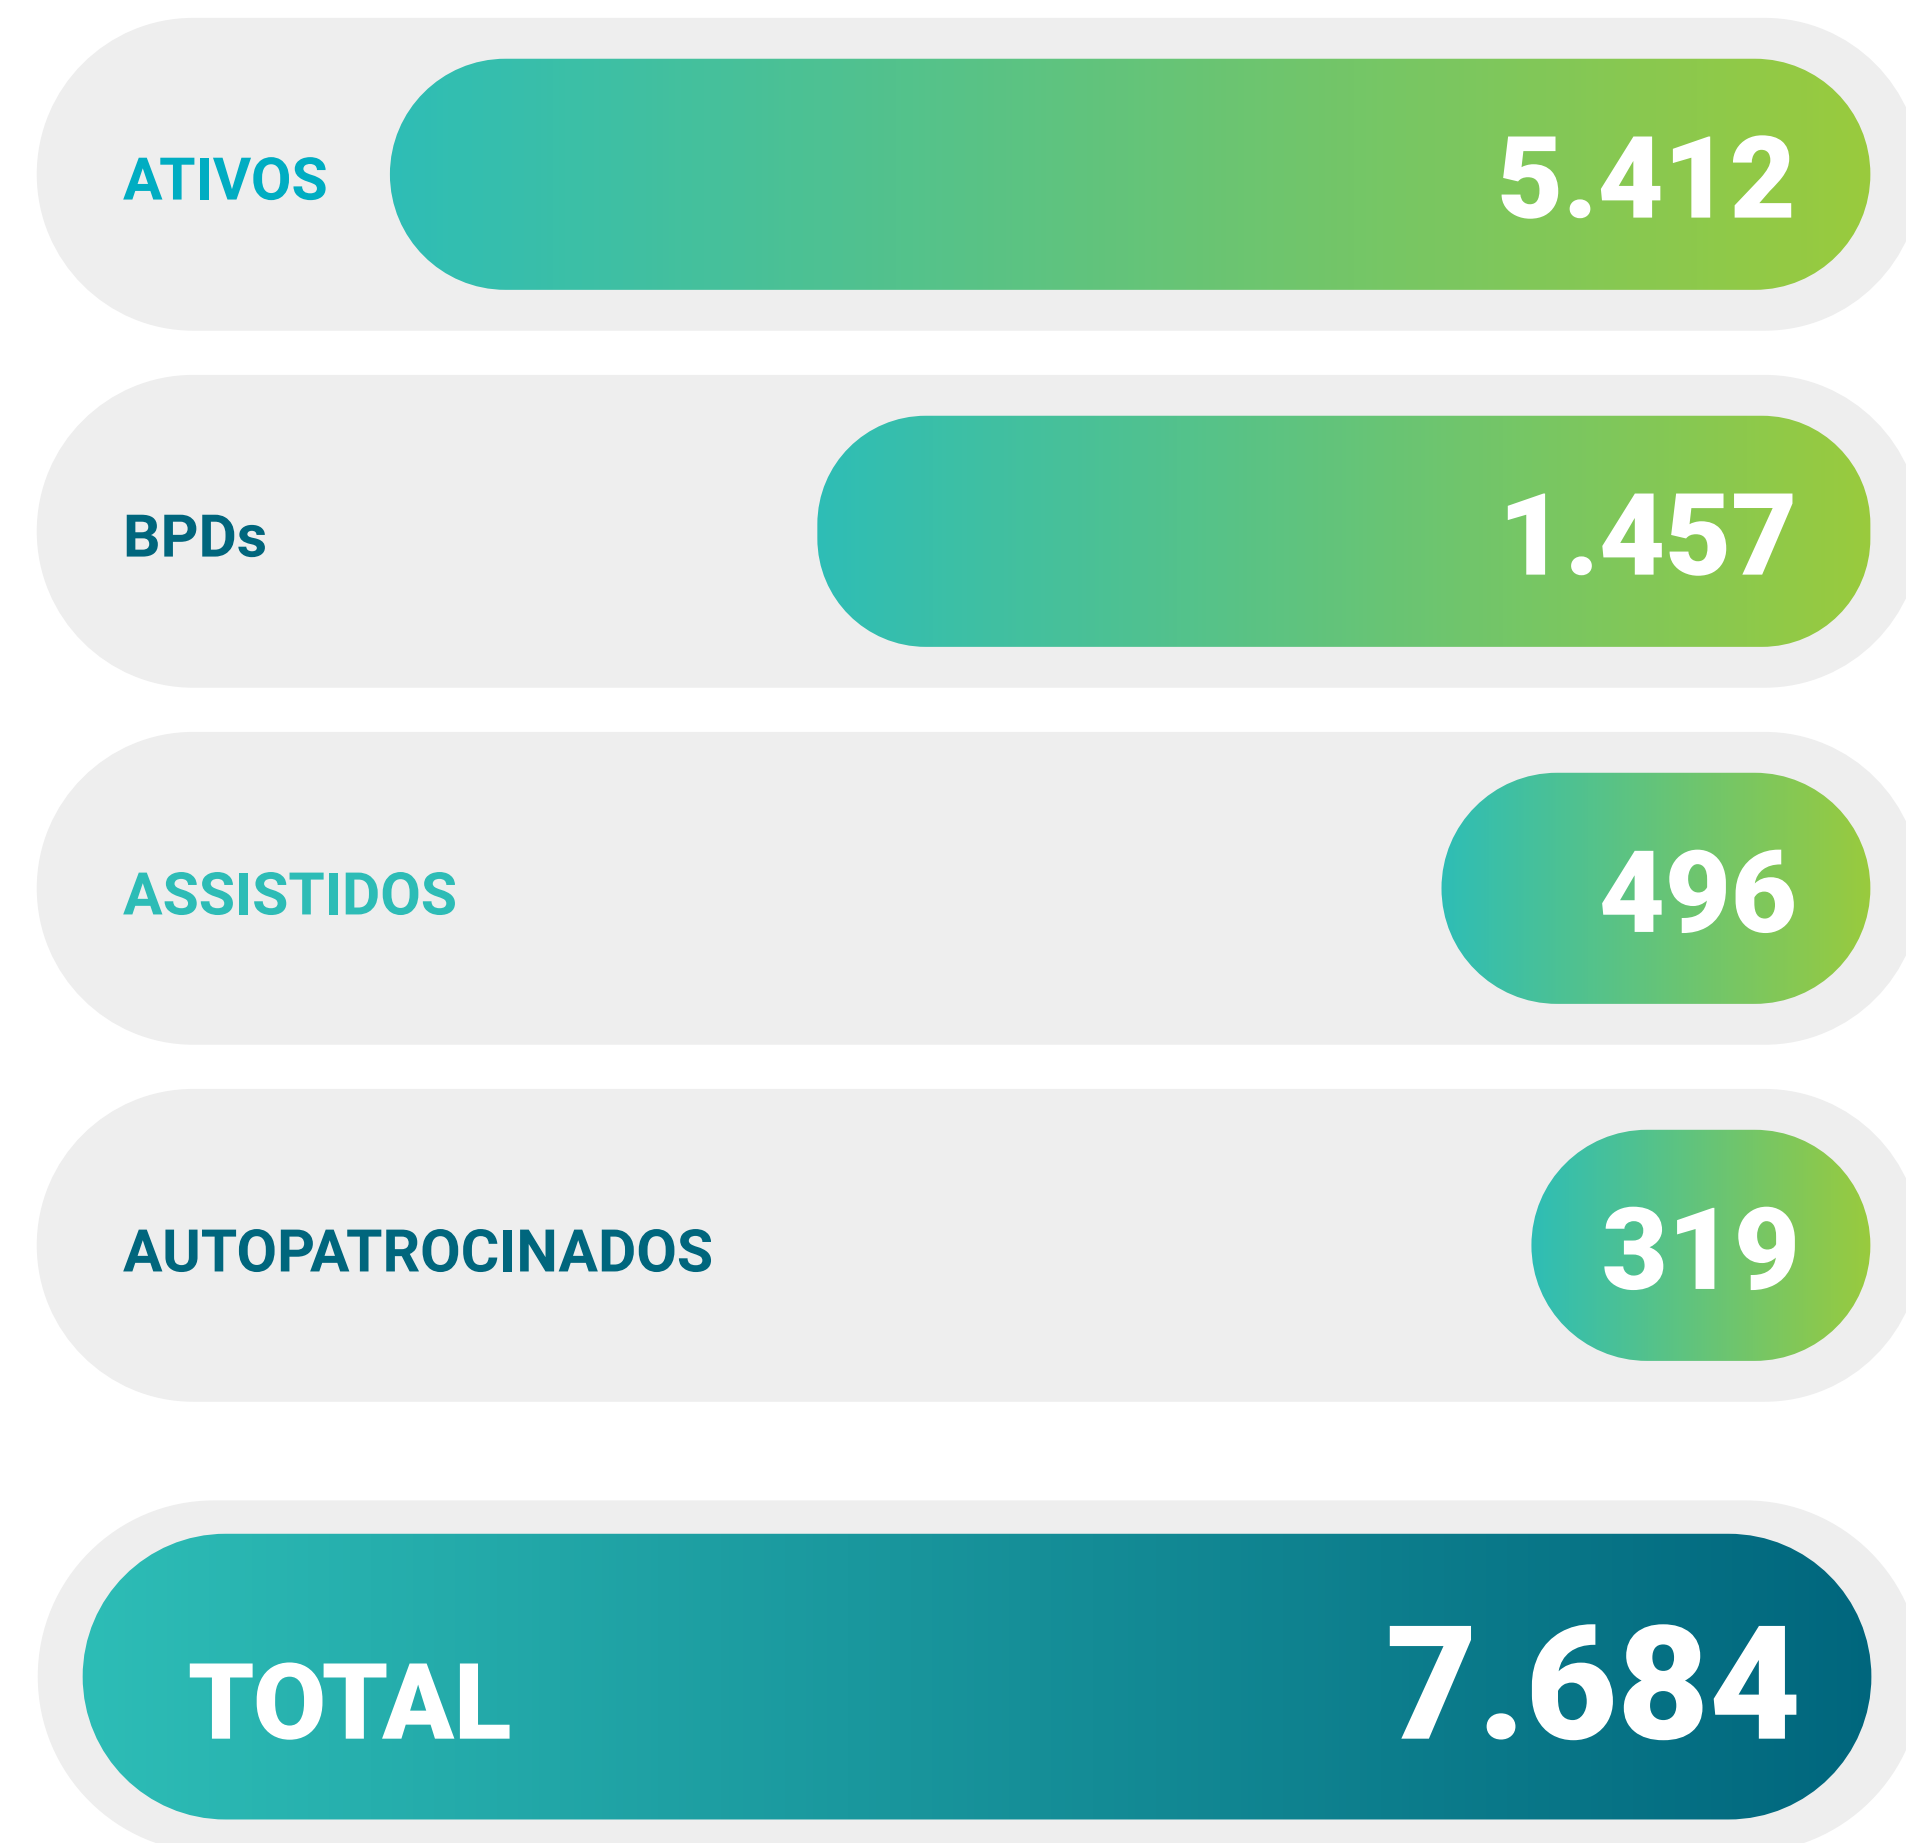 ATIVOS 5.412
BPDs 1.457
ASSISTIDOS 496
AUTOPATROCINADOS 319
TOTAL 7.684